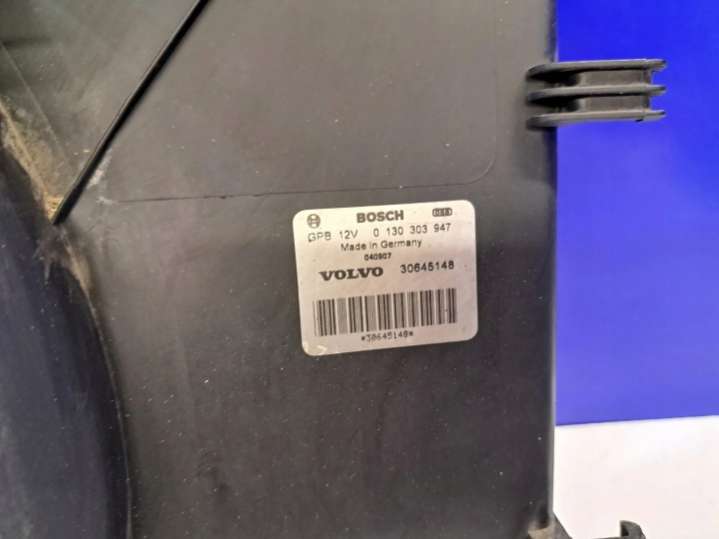 BOSCH
GPB 12V 0 130 303 947
Made in Germany
040907
VOLVO 30645148
*30645148*